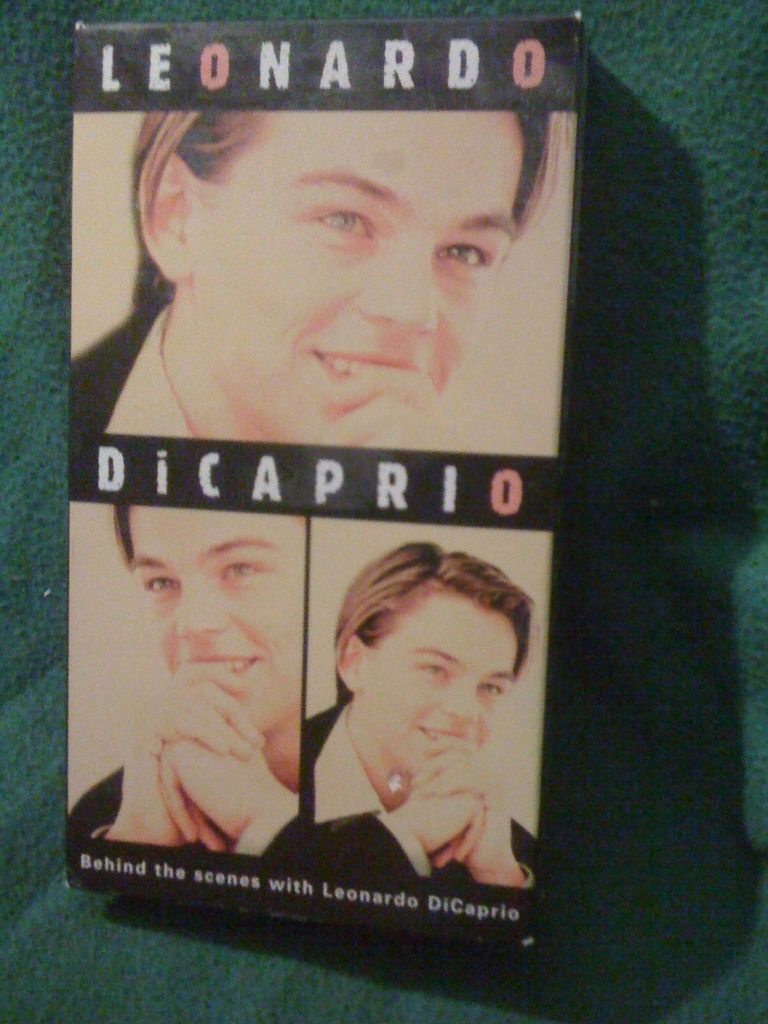 LEONARDO
DiCAPRIO
Behind the scenes with Leonardo DiCaprio